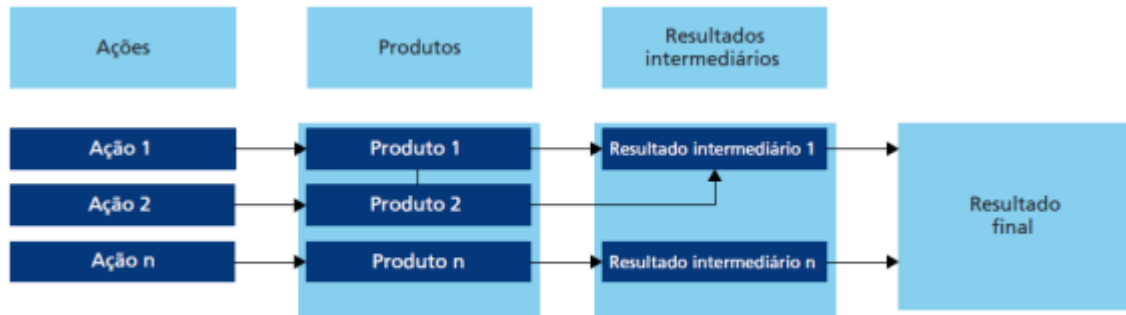 Ações
Produtos
Resultados
intermediários
Ação 1
Produto 1
Resultado intermediário 1
Ação 2
Produto 2
Resultado
final
Ação n
Produto n
Resultado intermediário n